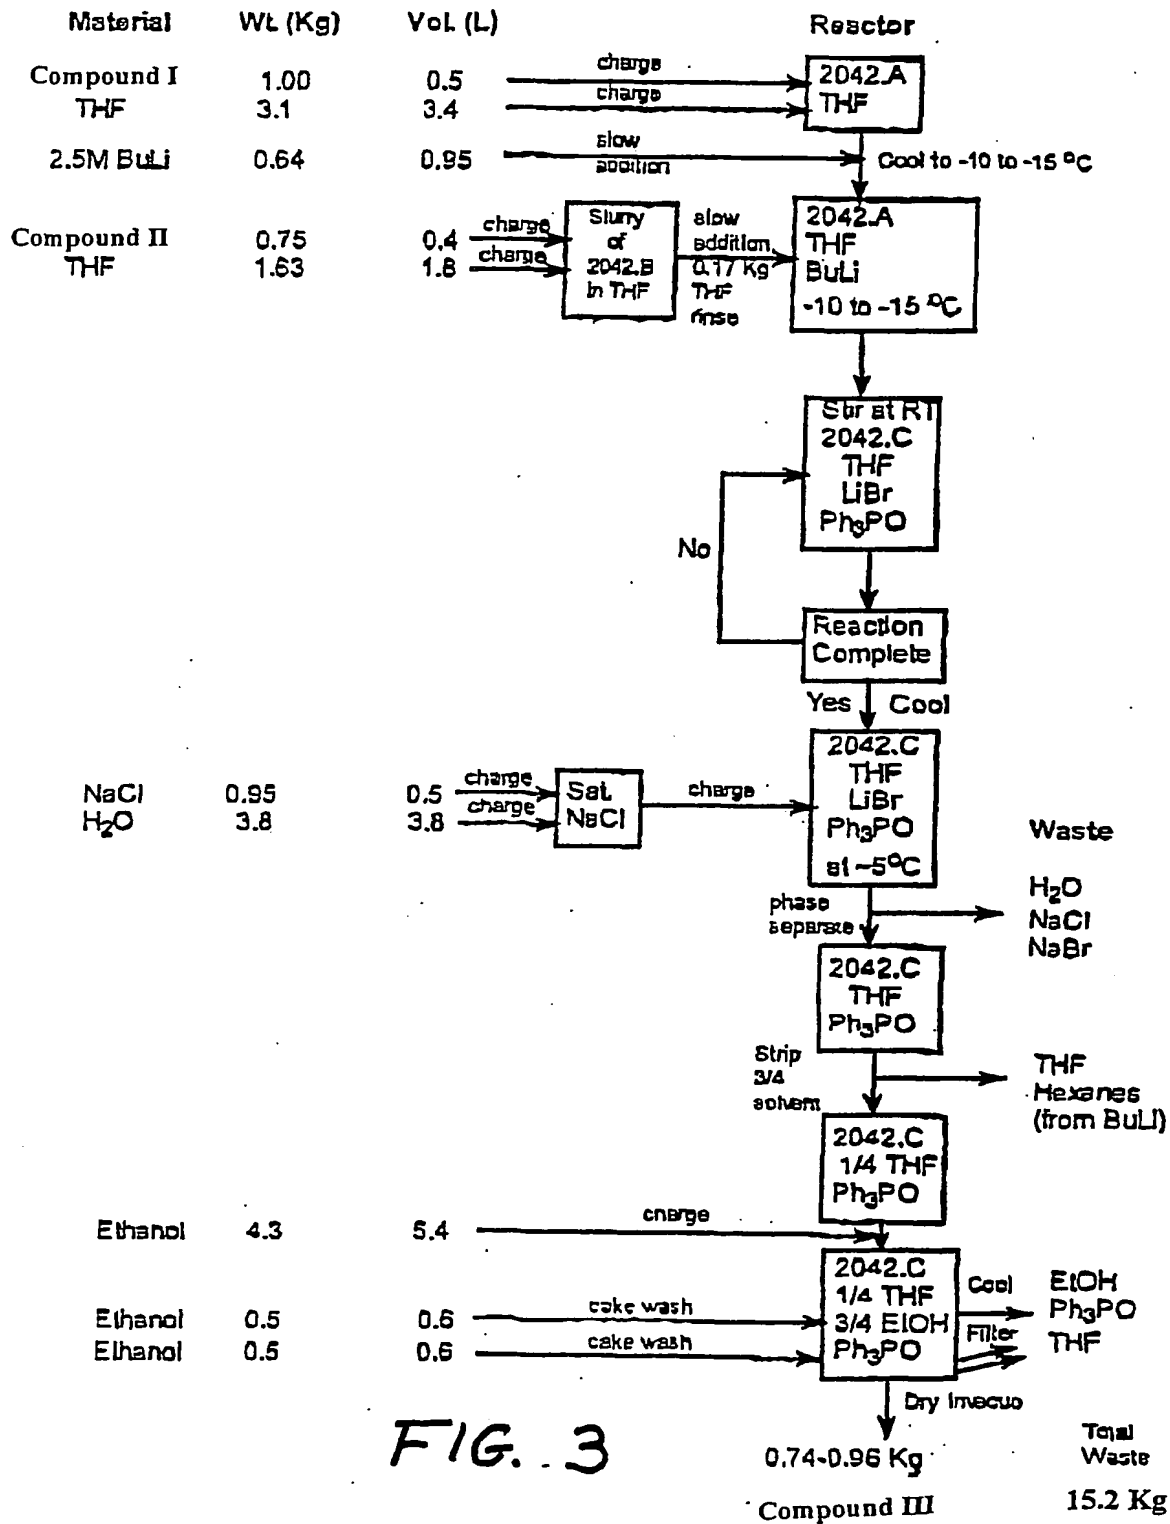 Material Wt. (Kg) Vol. (L) Reactor
Compound I 1.00 0.5 charge 2042.A
THF 3.1 3.4 charge THF
2.5M BuLi 0.64 0.95 slow addition Cool to -10 to -15 °C
Compound II 0.75 0.4 charge
THF 1.63 1.8 charge
Slurry
of
2042.B
in THF
slow
addition
0.17 Kg
THF
rinse
2042.A
THF
BuLi
-10 to -15 °C
Stir at RT
2042.C
THF
LiBr
Ph3PO
No
Reaction
Complete
Yes Cool
NaCl 0.95 0.5 charge
H2O 3.8 3.8 charge
Sat.
NaCl
charge
2042.C
THF
LiBr
Ph3PO
at ~5°C
Waste
phase
separate
H2O
NaCl
NaBr
2042.C
THF
Ph3PO
Strip
3/4
solvent
THF
Hexanes
(from BuLi)
2042.C
1/4 THF
Ph3PO
Ethanol 4.3 5.4 charge
Ethanol 0.5 0.6 cake wash
Ethanol 0.5 0.6 cake wash
2042.C
1/4 THF
3/4 EtOH
Ph3PO
Cool
Filter
EtOH
Ph3PO
THF
Dry Invacuo
FIG. 3
0.74-0.96 Kg
Compound III
Total
Waste
15.2 Kg